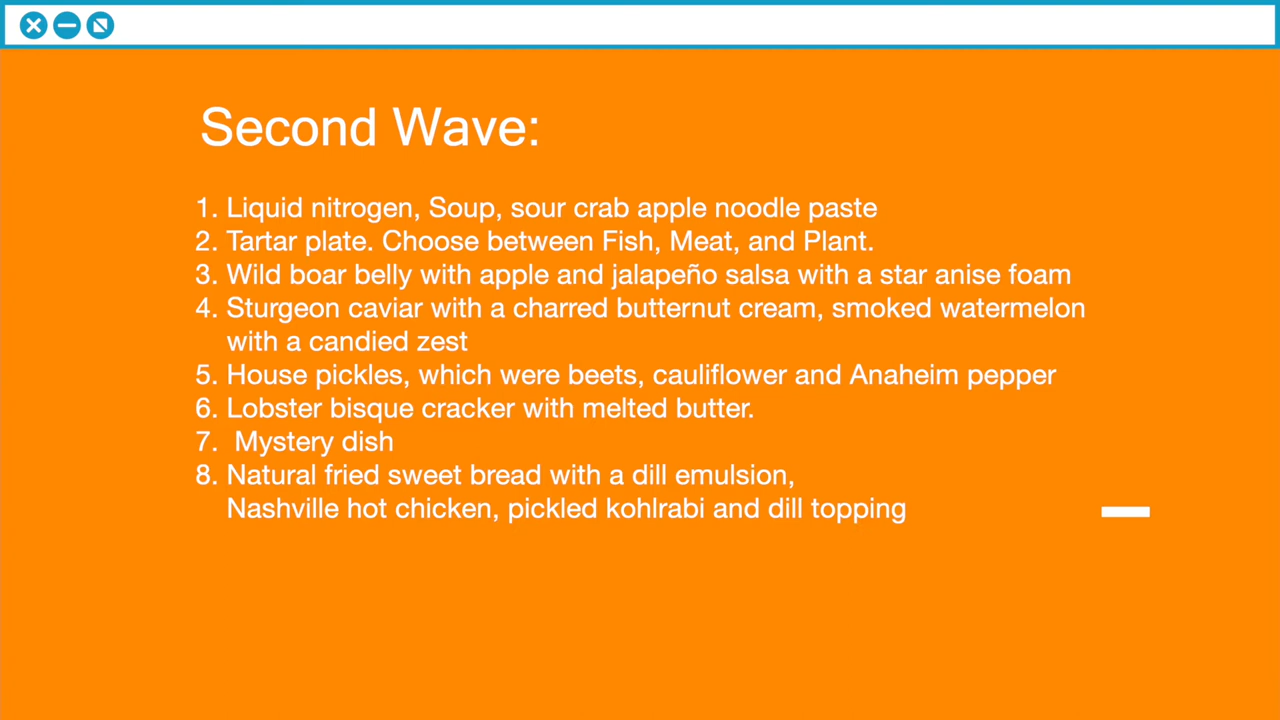 Second Wave:
1. Liquid nitrogen, Soup, sour crab apple noodle paste
2. Tartar plate. Choose between Fish, Meat, and Plant.
3. Wild boar belly with apple and jalapeño salsa with a star anise foam
4. Sturgeon caviar with a charred butternut cream, smoked watermelon
with a candied zest
5. House pickles, which were beets, cauliflower and Anaheim pepper
6. Lobster bisque cracker with melted butter.
7. Mystery dish
8. Natural fried sweet bread with a dill emulsion,
Nashville hot chicken, pickled kohlrabi and dill topping